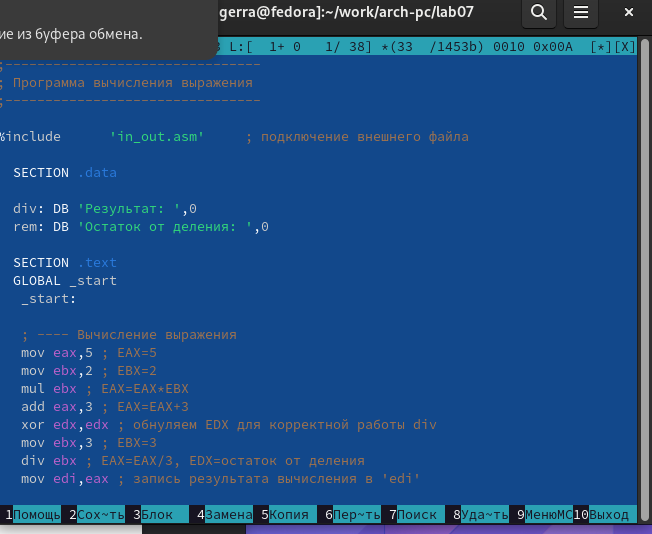 gerra@fedora]:~/work/arch-pc/lab07
ие из буфера обмена.
L:[  1+ 0   1/ 38] *(33  /1453b) 0010 0x00A  [*][X]
;--------------------------------
; Программа вычисления выражения
;--------------------------------
%include      'in_out.asm'     ; подключение внешнего файла
SECTION .data
div: DB 'Результат: ',0
rem: DB 'Остаток от деления: ',0
SECTION .text
GLOBAL _start
_start:
; ---- Вычисление выражения
mov eax,5 ; EAX=5
mov ebx,2 ; EBX=2
mul ebx ; EAX=EAX*EBX
add eax,3 ; EAX=EAX+3
xor edx,edx ; обнуляем EDX для корректной работы div
mov ebx,3 ; EBX=3
div ebx ; EAX=EAX/3, EDX=остаток от деления
mov edi,eax ; запись результата вычисления в 'edi'
1Помощь 2Сох~ть 3Блок 4Замена 5Копия 6Пер~ть 7Поиск 8Уда~ть 9МенюМС 10Выход